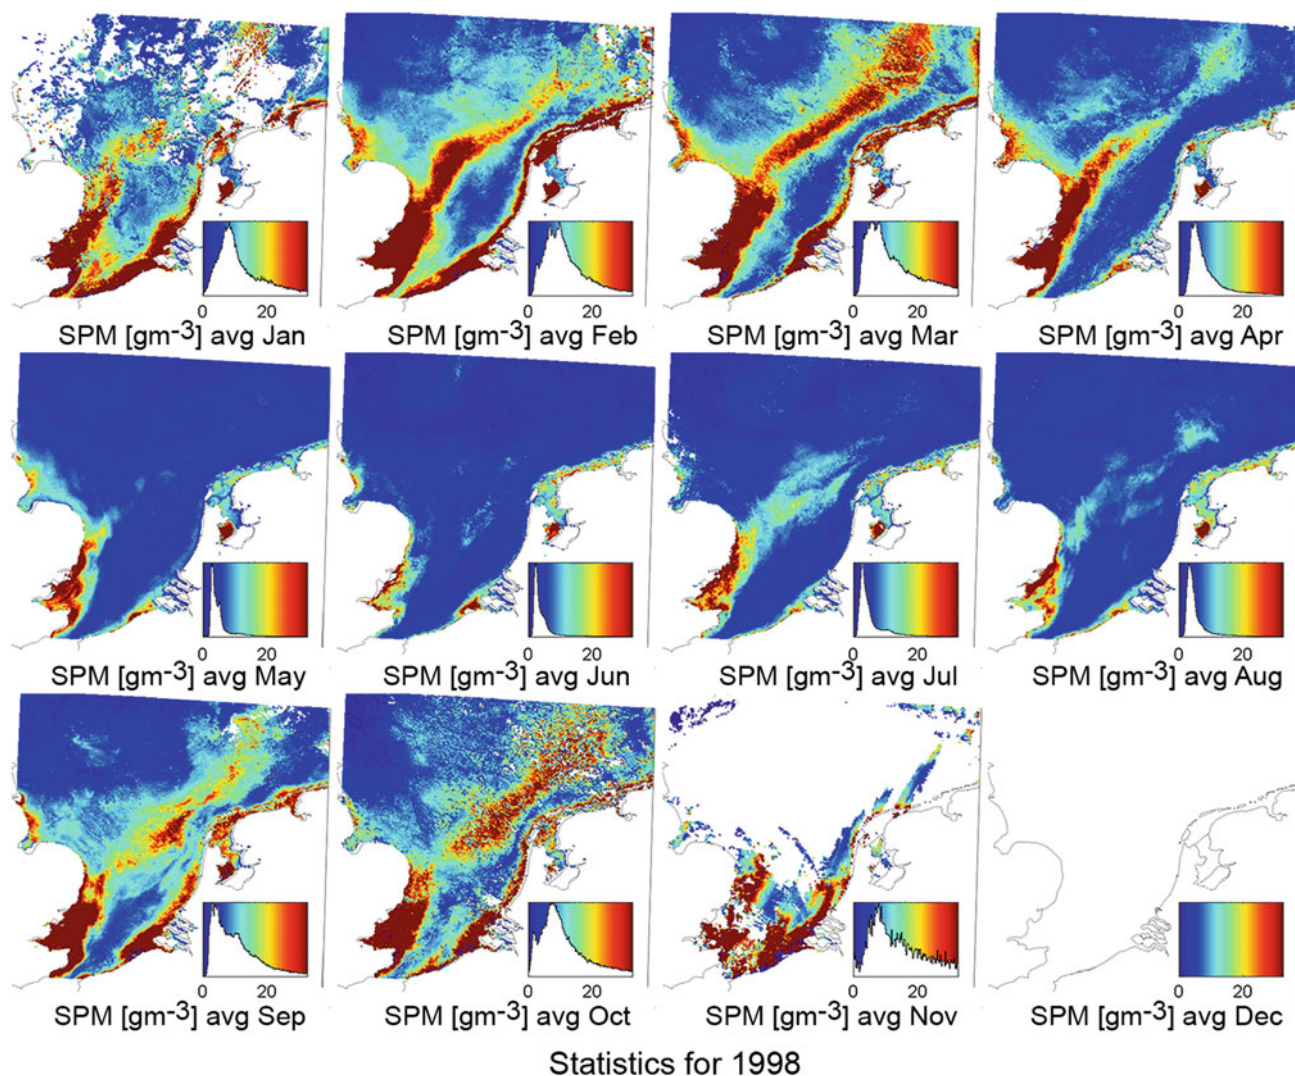 0 20
0 20
0 20
0 20
SPM [gm-3] avg Jan
SPM [gm-3] avg Feb
SPM [gm-3] avg Mar
SPM [gm-3] avg Apr
0 20
0 20
0 20
0 20
SPM [gm-3] avg May
SPM [gm-3] avg Jun
SPM [gm-3] avg Jul
SPM [gm-3] avg Aug
0 20
0 20
0 20
0 20
SPM [gm-3] avg Sep
SPM [gm-3] avg Oct
SPM [gm-3] avg Nov
SPM [gm-3] avg Dec
Statistics for 1998